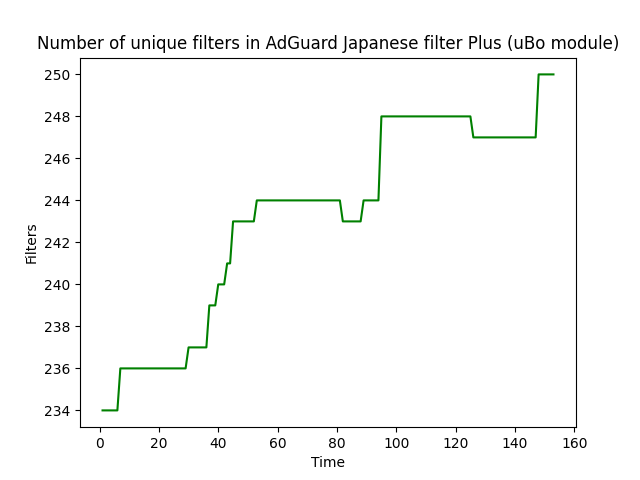 Number of unique filters in AdGuard Japanese filter Plus (uBo module)
250
248
246
244
242
240
238
236
234
Filters
0 20 40 60 80 100 120 140 160
Time